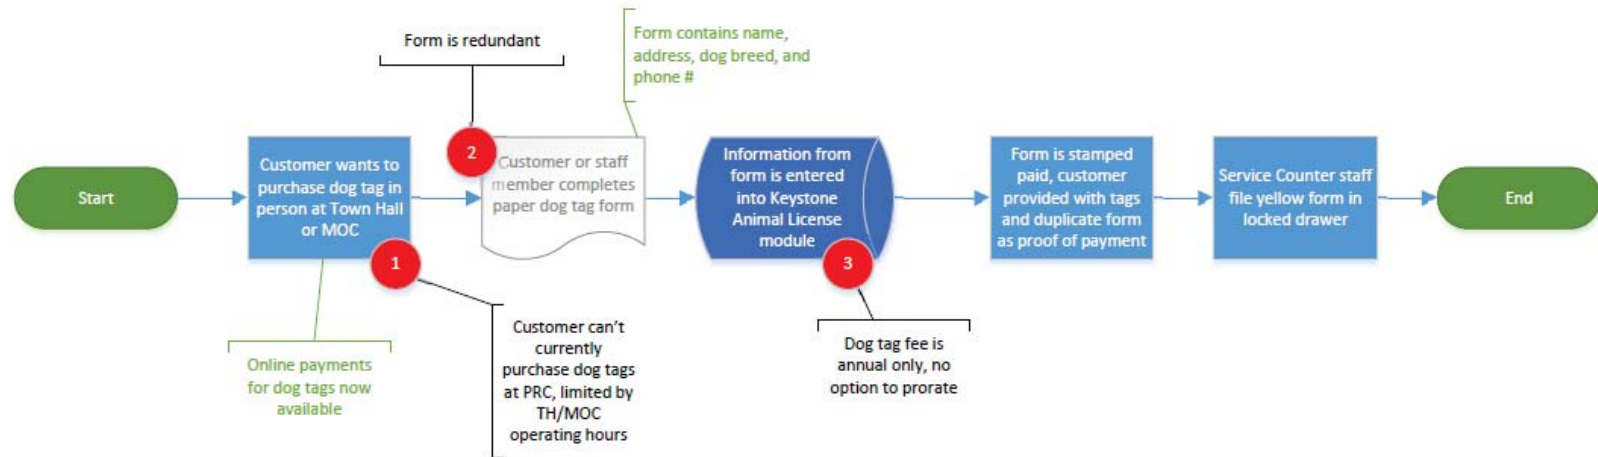 Form is redundant
Form contains name,
address, dog breed, and
phone #
Start
Customer wants to
purchase dog tag in
person at Town Hall
or MOC
1
Online payments
for dog tags now
available
Customer can't
currently
purchase dog tags
at PRC, limited by
TH/MOC
operating hours
2
Customer or staff
member completes
paper dog tag form
Information from
form is entered
into Keystone
Animal License
module
3
Dog tag fee is
annual only, no
option to prorate
Form is stamped
paid, customer
provided with tags
and duplicate form
as proof of payment
Service Counter staff
file yellow form in
locked drawer
End